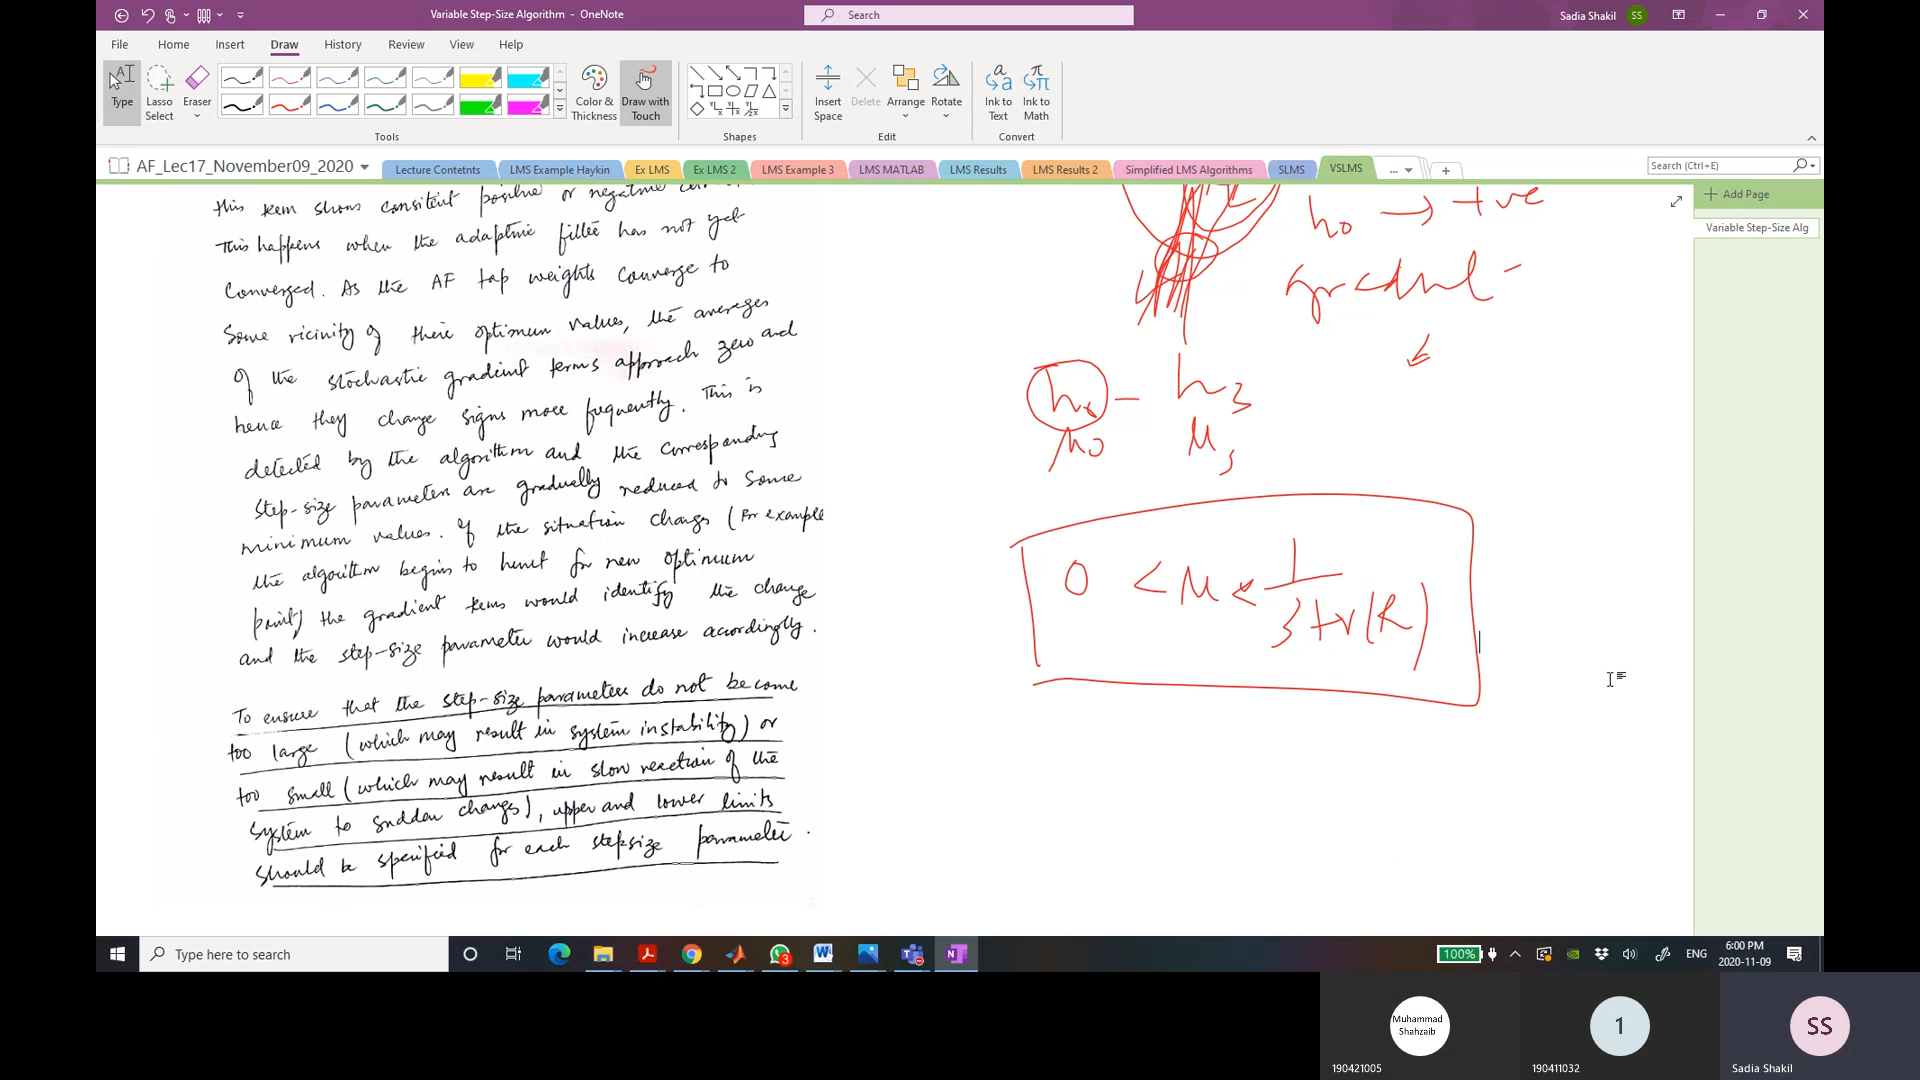 Variable Step-Size Algorithm - OneNote
Search
Sadia Shakil
SS
File Home Insert Draw History Review View Help
Type
Lasso Select
Eraser
Color & Thickness
Draw with Touch
Insert Space
Delete
Arrange
Rotate
Ink to Text
Ink to Math
Tools
Shapes
Edit
Convert
AF_Lec17_November09_2020
Lecture Contetnts
LMS Example Haykin
Ex LMS
Ex LMS 2
LMS Example 3
LMS MATLAB
LMS Results
LMS Results 2
Simplified LMS Algorithms
SLMS
VSLMS
...
Search (Ctrl+E)
Add Page
Variable Step-Size Alg
this term shows consitent positive or negative
This happens when the adaptive filter has not yet
Converged. As the AF tap weights converge to
Some vicinity of their optimum values, the averages
Of the stochastic gradient terms approach zero and
hence they change signs more frequently. This is
detected by the algorithm and the corresponding
step-size parameters are gradually reduced to some
minimum values. If the situation changes (For example
the algorithm begins to hunt for new optimum
point) the gradient terms would identify the change
and the step-size parameter would increase accordingly.
To ensure that the step-size parameters do not become
too large (which may result in system instability) or
too small (which may result in slow reaction of the
system to sudden changes), upper and lower limits
should be specified for each stepsize parameter.
h0 → +ve
h3
μ3
0 < μ < 1
3 tr(R)
Type here to search
3
100%
ENG
6:00 PM
2020-11-09
Muhammad Shahzaib
190421005
1
190411032
SS
Sadia Shakil